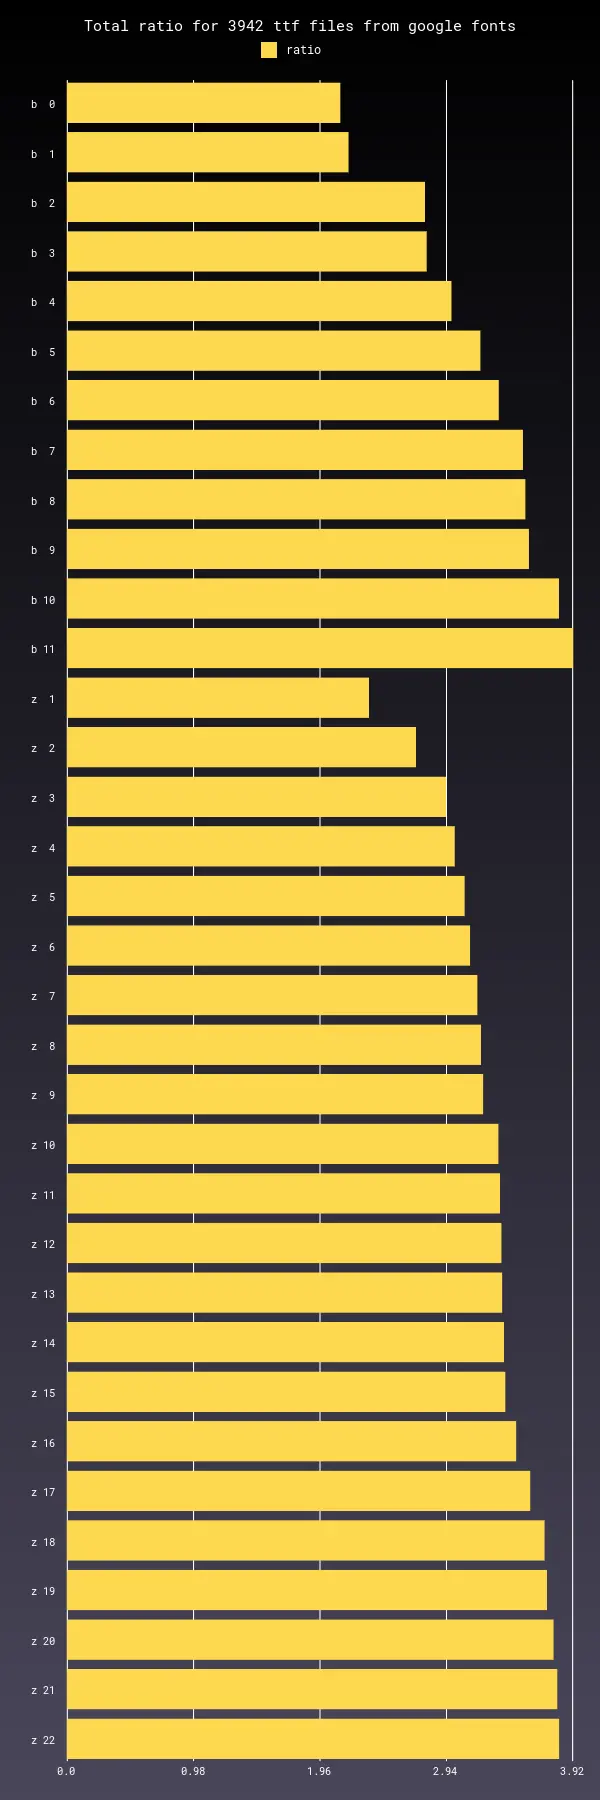 Total ratio for 3942 ttf files from google fonts
ratio
b 0
b 1
b 2
b 3
b 4
b 5
b 6
b 7
b 8
b 9
b 10
b 11
z 1
z 2
z 3
z 4
z 5
z 6
z 7
z 8
z 9
z 10
z 11
z 12
z 13
z 14
z 15
z 16
z 17
z 18
z 19
z 20
z 21
z 22
0.0 0.98 1.96 2.94 3.92